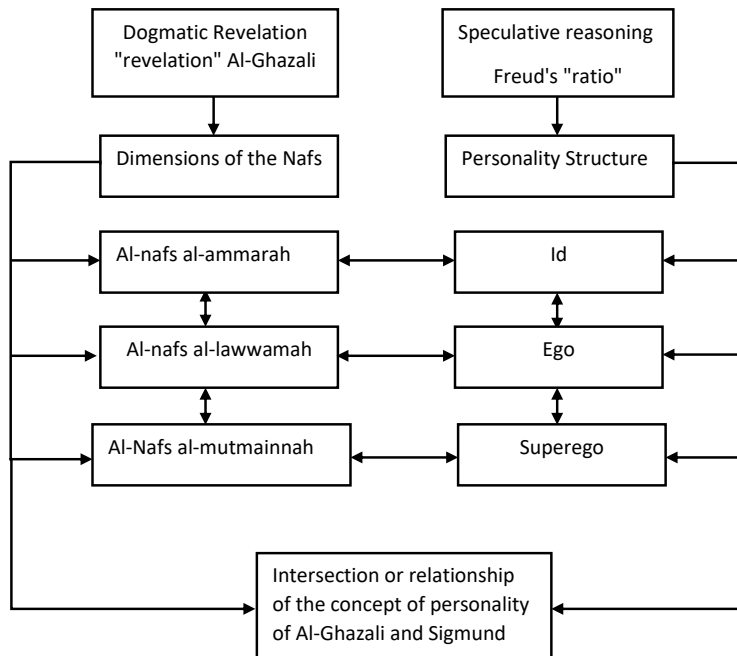 Dogmatic Revelation
"revelation" Al-Ghazali
Speculative reasoning
Freud's "ratio"
Dimensions of the Nafs
Personality Structure
Al-nafs al-ammarah
Id
Al-nafs al-lawwamah
Ego
Al-Nafs al-mutmainnah
Superego
Intersection or relationship
of the concept of personality
of Al-Ghazali and Sigmund